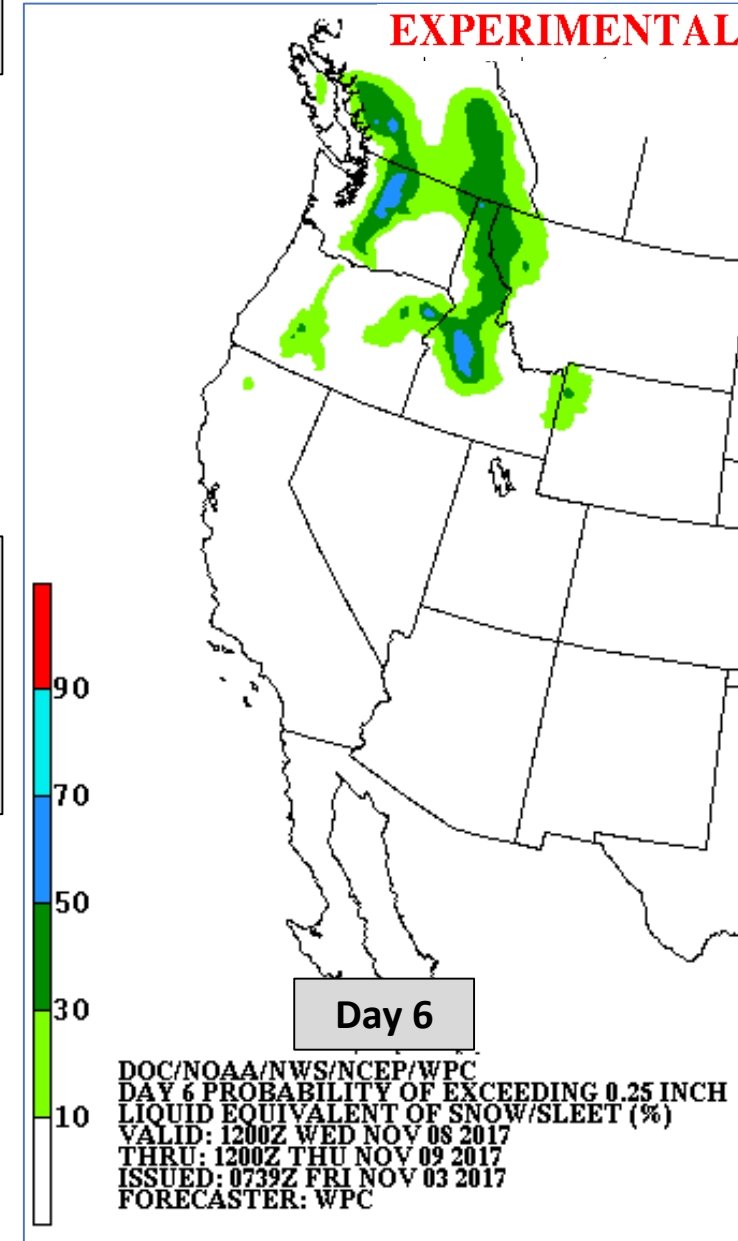 EXPERIMENTAL
90
70
50
30
10
Day 6
DOC/NOAA/NWS/NCEP/WPC
DAY 6 PROBABILITY OF EXCEEDING 0.25 INCH
LIQUID EQUIVALENT OF SNOW/SLEET (%)
VALID: 1200Z WED NOV 08 2017
THRU: 1200Z THU NOV 09 2017
ISSUED: 0739Z FRI NOV 03 2017
FORECASTER: WPC